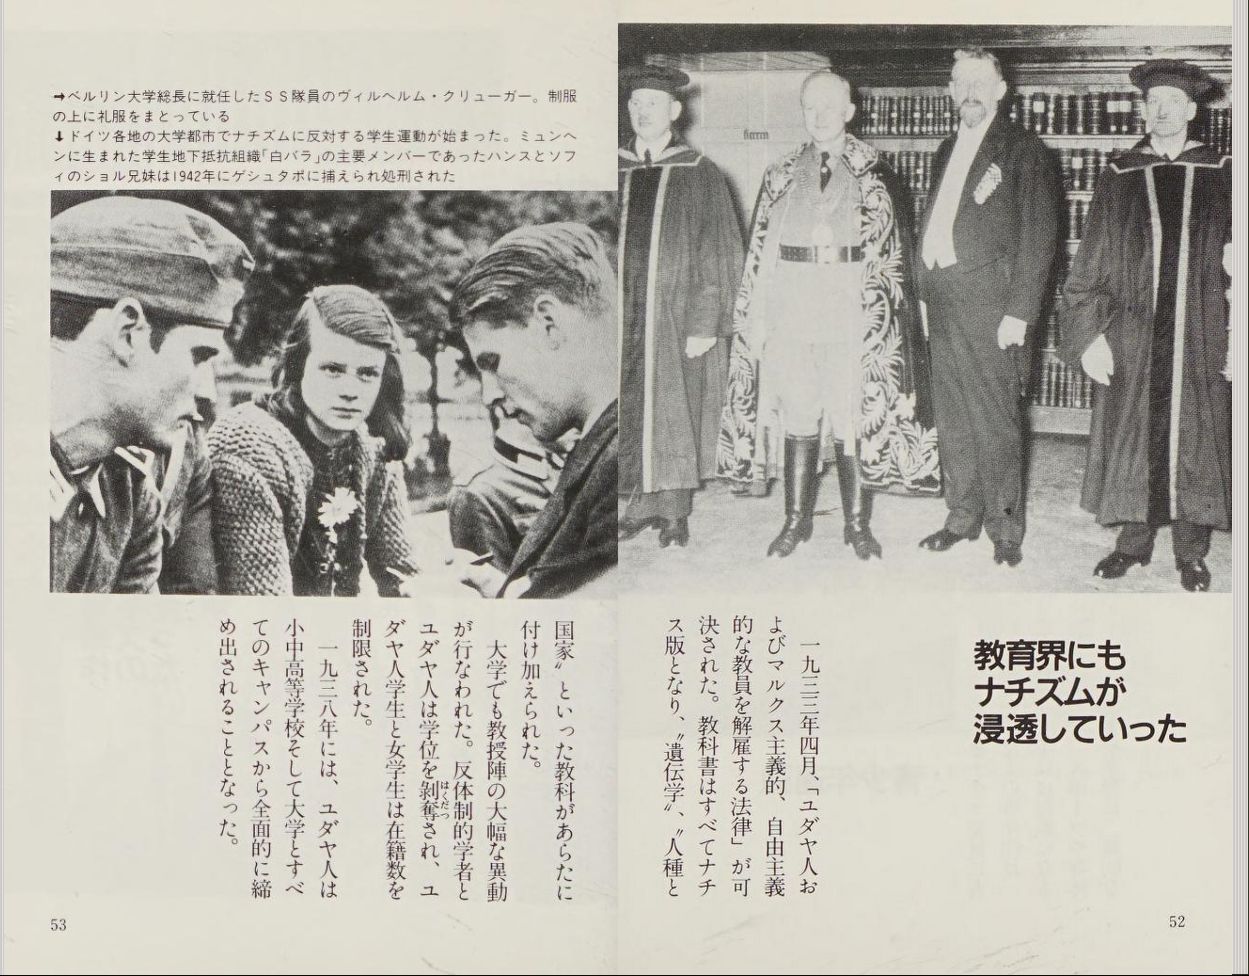 教育界にも
ナチズムが
浸透していった
一九三三年四月、「ユダヤ人お
よびマルクス主義的、自由主義
的な教員を解雇する法律」が可
決された。教科書はすべてナチ
ス版となり、〝遺伝学〟、〝人種と
52
➞ベルリン大学総長に就任したSS隊員のヴィルヘルム・クリューガー。制服
の上に礼服をまとっている
⬇ドイツ各地の大学都市でナチズムに反対する学生運動が始まった。ミュンヘ
ンに生まれた学生地下抵抗組織「白バラ」の主要メンバーであったハンスとソフ
ィのショル兄妹は1942年にゲシュタポに捕えられ処刑された
国家〟といった教科があらたに
付け加えられた。
大学でも教授陣の大幅な異動
が行なわれた。反体制的学者と
ユダヤ人は学位を剝奪され、ユ
はくだつ
ダヤ人学生と女学生は在籍数を
制限された。
一九三八年には、ユダヤ人は
小中高等学校そして大学とすべ
てのキャンパスから全面的に締
め出されることとなった。
53